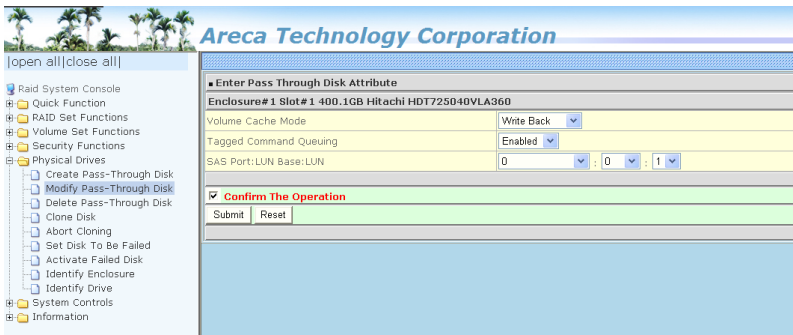 Areca Technology Corporation
|open all|close all|
Raid System Console
Quick Function
RAID Set Functions
Volume Set Functions
Security Functions
Physical Drives
Create Pass-Through Disk
Modify Pass-Through Disk
Delete Pass-Through Disk
Clone Disk
Abort Cloning
Set Disk To Be Failed
Activate Failed Disk
Identify Enclosure
Identify Drive
System Controls
Information
Enter Pass Through Disk Attribute
Enclosure#1 Slot#1 400.1GB Hitachi HDT725040VLA360
Volume Cache Mode Write Back
Tagged Command Queuing Enabled
SAS Port:LUN Base:LUN 0 : 0 : 1
Confirm The Operation
Submit Reset